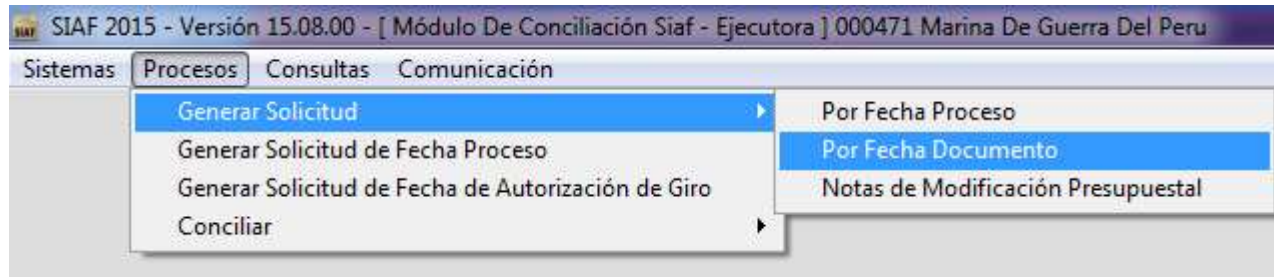 SIAF 2015 - Versión 15.08.00 - [ Módulo De Conciliación Siaf - Ejecutora ] 000471 Marina De Guerra Del Peru
Sistemas Procesos Consultas Comunicación
Generar Solicitud
Generar Solicitud de Fecha Proceso
Generar Solicitud de Fecha de Autorización de Giro
Conciliar
Por Fecha Proceso
Por Fecha Documento
Notas de Modificación Presupuestal